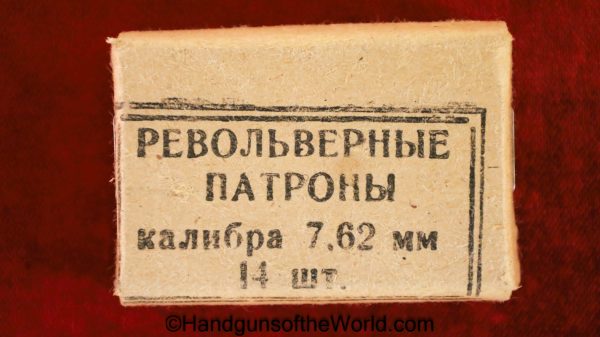 РЕВОЛЬВЕРНЫЕ
ПАТРОНЫ
калибра 7,62 мм
14 шт.
©HandgunsoftheWorld.com